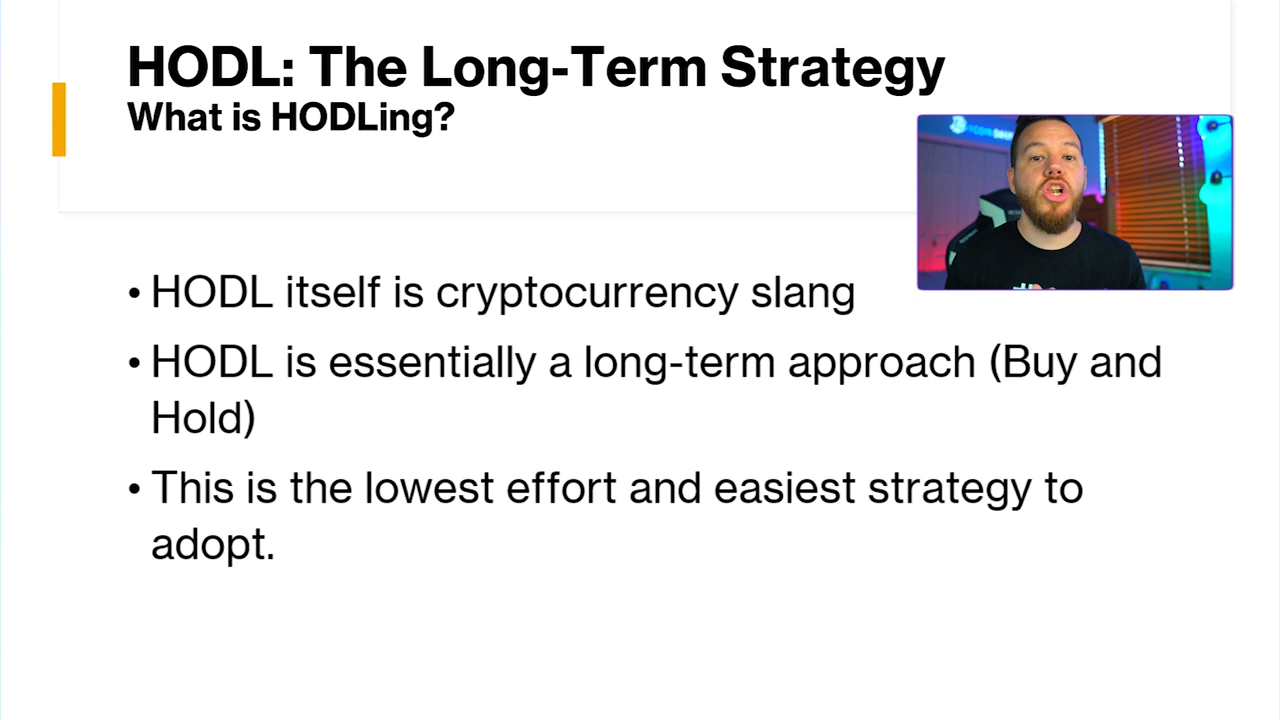 HODL: The Long-Term Strategy
What is HODLing?
• HODL itself is cryptocurrency slang
• HODL is essentially a long-term approach (Buy and
Hold)
• This is the lowest effort and easiest strategy to
adopt.